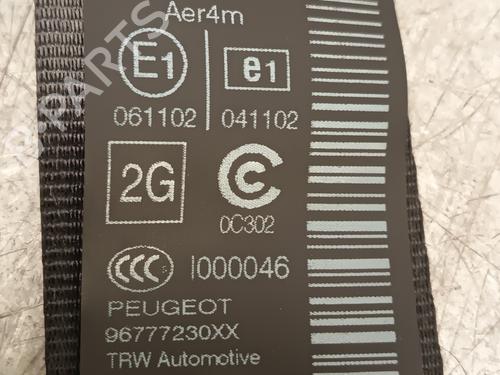 Aer4m
E1 e1
061102 041102
2G C
0C302
CCC I000046
PEUGEOT
96777230XX
TRW Automotive